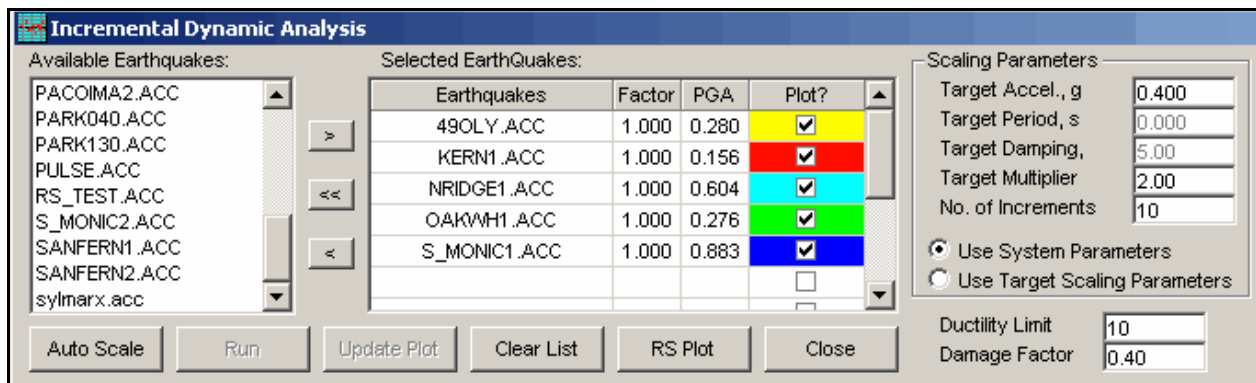 Incremental Dynamic Analysis
Available Earthquakes:
PACOIMA2.ACC
PARK040.ACC
PARK130.ACC
PULSE.ACC
RS_TEST.ACC
S_MONIC2.ACC
SANFERN1.ACC
SANFERN2.ACC
sylmarx.acc
>
<<
<
Selected EarthQuakes:
Earthquakes Factor PGA Plot?
49OLY.ACC 1.000 0.280
KERN1.ACC 1.000 0.156
NRIDGE1.ACC 1.000 0.604
OAKWH1.ACC 1.000 0.276
S_MONIC1.ACC 1.000 0.883
Scaling Parameters
Target Accel., g 0.400
Target Period, s 0.000
Target Damping, 5.00
Target Multiplier 2.00
No. of Increments 10
Use System Parameters
Use Target Scaling Parameters
Ductility Limit 10
Damage Factor 0.40
Auto Scale Run Update Plot Clear List RS Plot Close